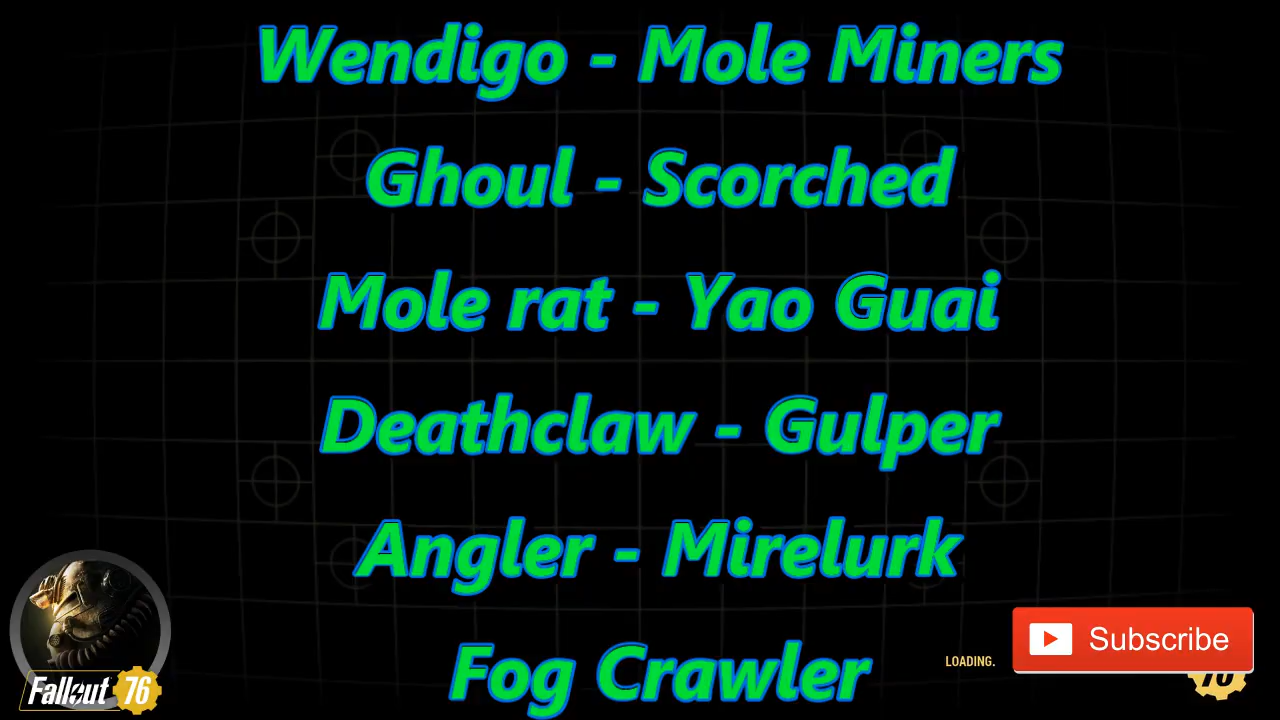 Wendigo - Mole Miners
Ghoul - Scorched
Mole rat - Yao Guai
Deathclaw - Gulper
Angler - Mirelurk
Fog Crawler
LOADING.
Subscribe
76
Fallout 76